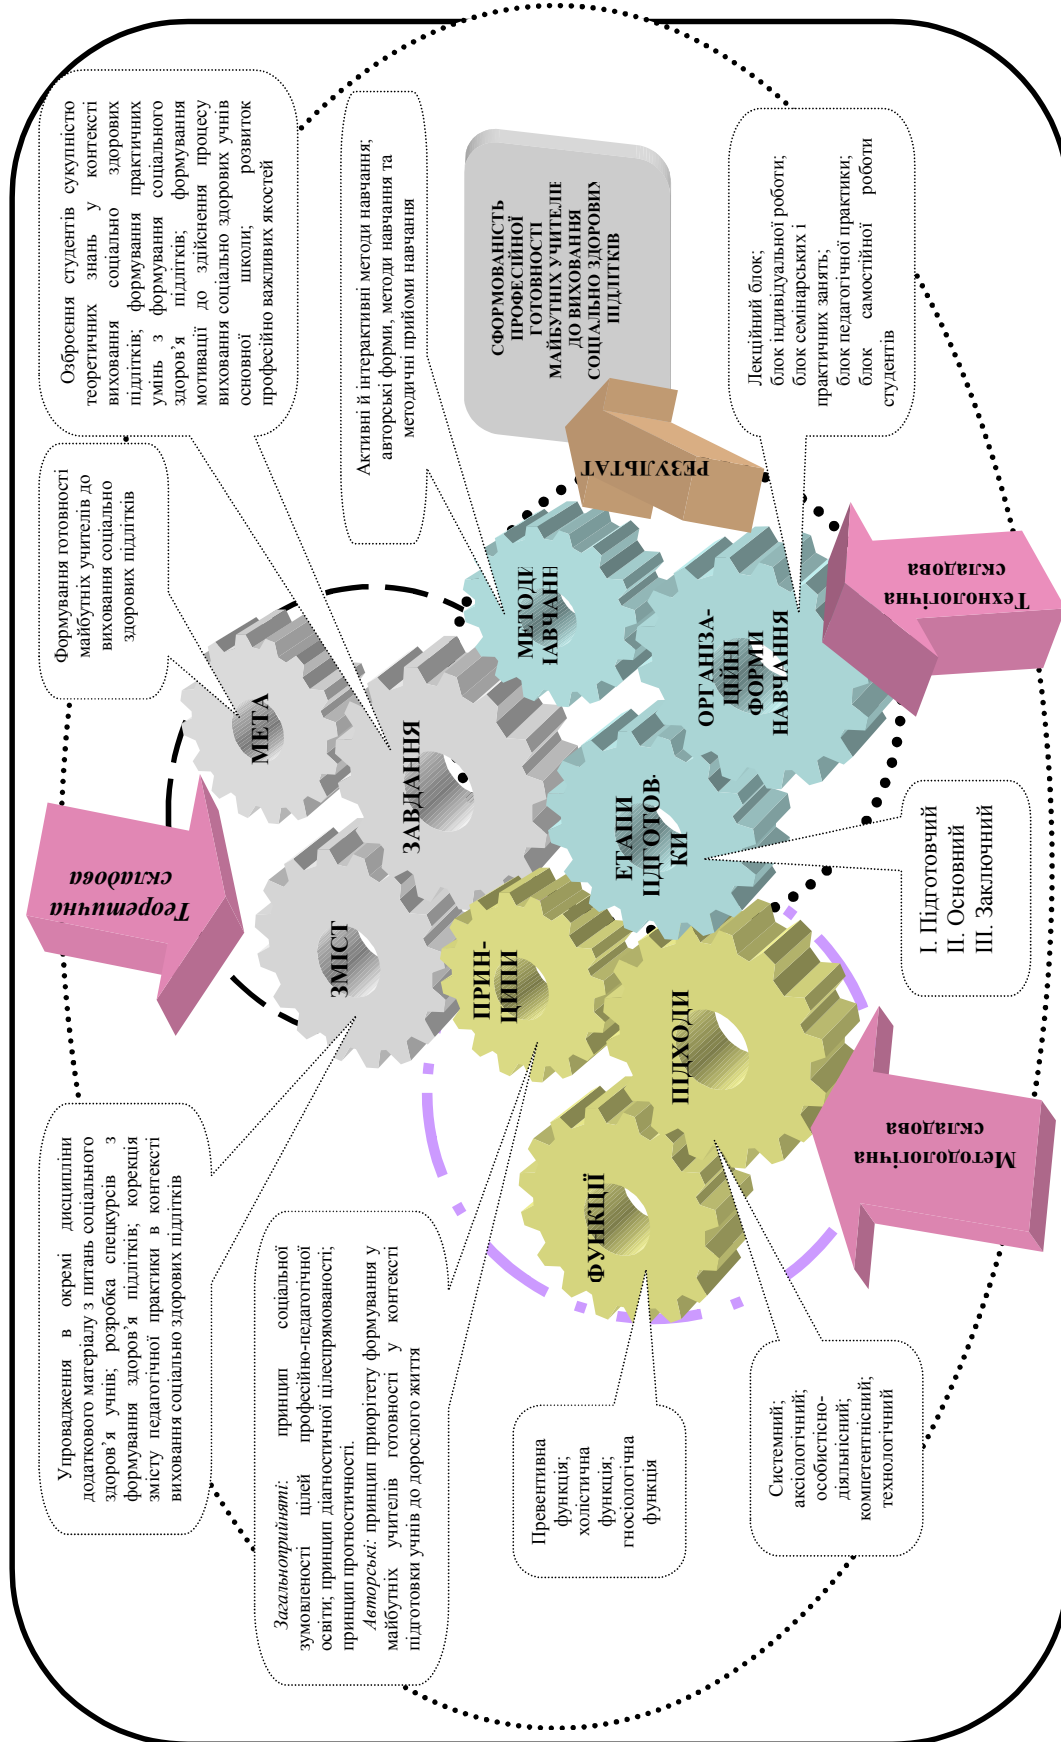 Упровадження в окремі дисципліни
додаткового матеріалу з питань соціального
здоров’я учнів; розробка спецкурсів з
формування здоров’я підлітків; корекція
змісту педагогічної практики в контексті
виховання соціально здорових підлітків
Теоретична
складова
Формування готовності
майбутніх учителів до
виховання соціально
здорових підлітків
Озброєння студентів сукупністю
теоретичних знань у контексті
виховання соціально здорових
підлітків; формування практичних
умінь з формування соціального
здоров’я підлітків; формування
мотивації до здійснення процесу
виховання соціально здорових учнів
основної школи; розвиток
професійно важливих якостей
МЕТА
ЗМІСТ
ЗАВДАННЯ
Загальноприйняті: принцип соціальної
зумовленості цілей професійно-педагогічної
освіти; принцип діагностичної цілеспрямованості;
принцип прогностичності.
Авторські: принцип приорітету формування у
майбутніх учителів готовності у контексті
підготовки учнів до дорослого життя
Активні й інтерактивні методи навчання;
авторські форми, методи навчання та
методичні прийоми навчання
ПРИН-
ЦИПИ
МЕТОДИ
НАВЧАНН
СФОРМОВАНІСТЬ
ПРОФЕСІЙНОЇ
ГОТОВНОСТІ
МАЙБУТНІХ УЧИТЕЛІВ
ДО ВИХОВАННЯ
СОЦІАЛЬНО ЗДОРОВИХ
ПІДЛІТКІВ
РЕЗУЛЬТАТ
ФУНКЦІЇ
ПІДХОДИ
ЕТАПИ
ПІДГОТОВ-
КИ
ОРГАНІЗА-
ЦІЙНІ
ФОРМИ
НАВЧАННЯ
Превентивна
функція;
холістична
функція;
гносіологічна
функція
Лекційний блок;
блок індивідуальної роботи;
блок семінарських і
практичних занять;
блок педагогічної практики;
блок самостійної роботи
студентів
Системний;
аксіологічний;
особистісно-
діяльнісний;
компетентнісний;
технологічний
Методологічна
складова
І. Підготовчий
ІІ. Основний
ІІІ. Заключний
Технологічна
складова